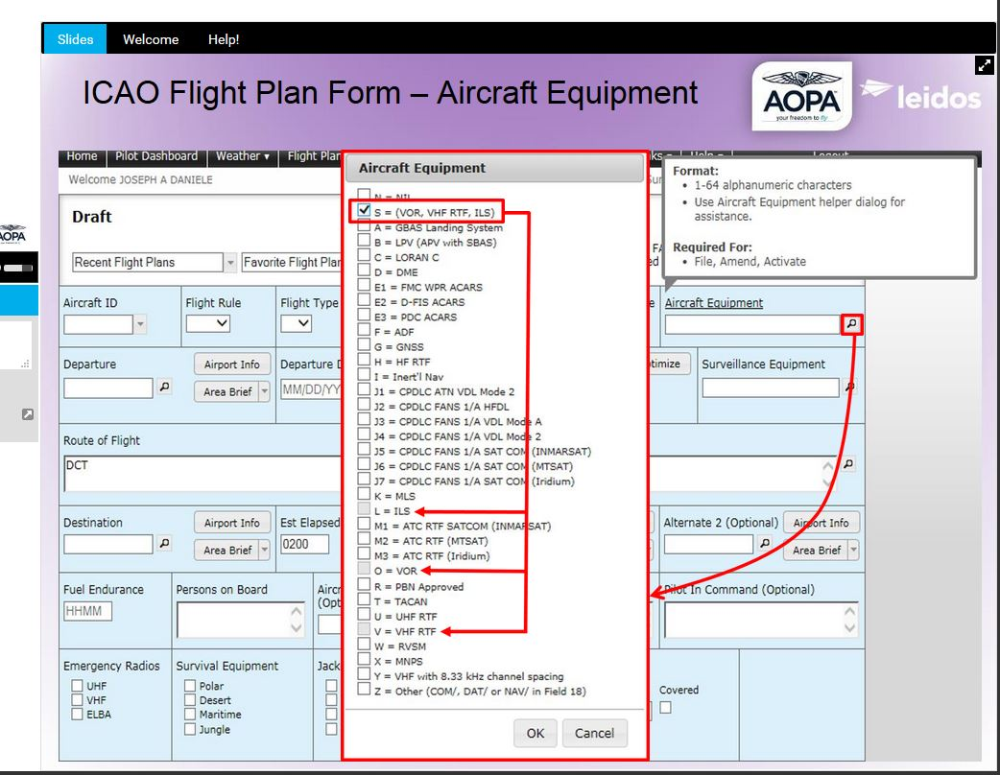 Slides Welcome Help!
ICAO Flight Plan Form – Aircraft Equipment
AOPA
your freedom to fly
leidos
Home Pilot Dashboard Weather Flight Plan
Logout
Welcome JOSEPH A DANIELE
Draft
Recent Flight Plans Favorite Flight Plan
Aircraft ID Flight Rule Flight Type Aircraft Equipment
Departure Airport Info Area Brief Departure D
MM/DD/YY
timize Surveillance Equipment
Route of Flight
DCT
Destination Airport Info Area Brief Est Elapsed
0200
Alternate 2 (Optional) Airport Info
Area Brief
Fuel Endurance Persons on Board Aircr
(Opt
Pilot In Command (Optional)
HHMM
Emergency Radios Survival Equipment Jack
Covered
UHF
VHF
ELBA
Polar
Desert
Maritime
Jungle
Aircraft Equipment
N = NIL
S = (VOR, VHF RTF, ILS)
A = GBAS Landing System
B = LPV (APV with SBAS)
C = LORAN C
D = DME
E1 = FMC WPR ACARS
E2 = D-FIS ACARS
E3 = PDC ACARS
F = ADF
G = GNSS
H = HF RTF
I = Inert'l Nav
J1 = CPDLC ATN VDL Mode 2
J2 = CPDLC FANS 1/A HFDL
J3 = CPDLC FANS 1/A VDL Mode A
J4 = CPDLC FANS 1/A VDL Mode 2
J5 = CPDLC FANS 1/A SAT COM (INMARSAT)
J6 = CPDLC FANS 1/A SAT COM (MTSAT)
J7 = CPDLC FANS 1/A SAT COM (Iridium)
K = MLS
L = ILS
M1 = ATC RTF SATCOM (INMARSAT)
M2 = ATC RTF (MTSAT)
M3 = ATC RTF (Iridium)
O = VOR
R = PBN Approved
T = TACAN
U = UHF RTF
V = VHF RTF
W = RVSM
X = MNPS
Y = VHF with 8.33 kHz channel spacing
Z = Other (COM/, DAT/ or NAV/ in Field 18)
OK Cancel
Format:
• 1-64 alphanumeric characters
• Use Aircraft Equipment helper dialog for
assistance.
Required For:
• File, Amend, Activate
AOPA